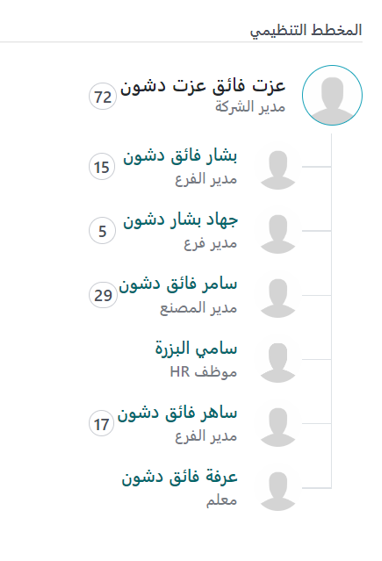 المخطط التنظيمي
عزت فائق عزت دشون 72
مدير الشركة
بشار فائق دشون 15
مدير الفرع
جهاد بشار دشون 5
مدير فرع
سامر فائق دشون 29
مدير المصنع
سامي البزرة
موظف HR
ساهر فائق دشون 17
مدير الفرع
عرفة فائق دشون
معلم